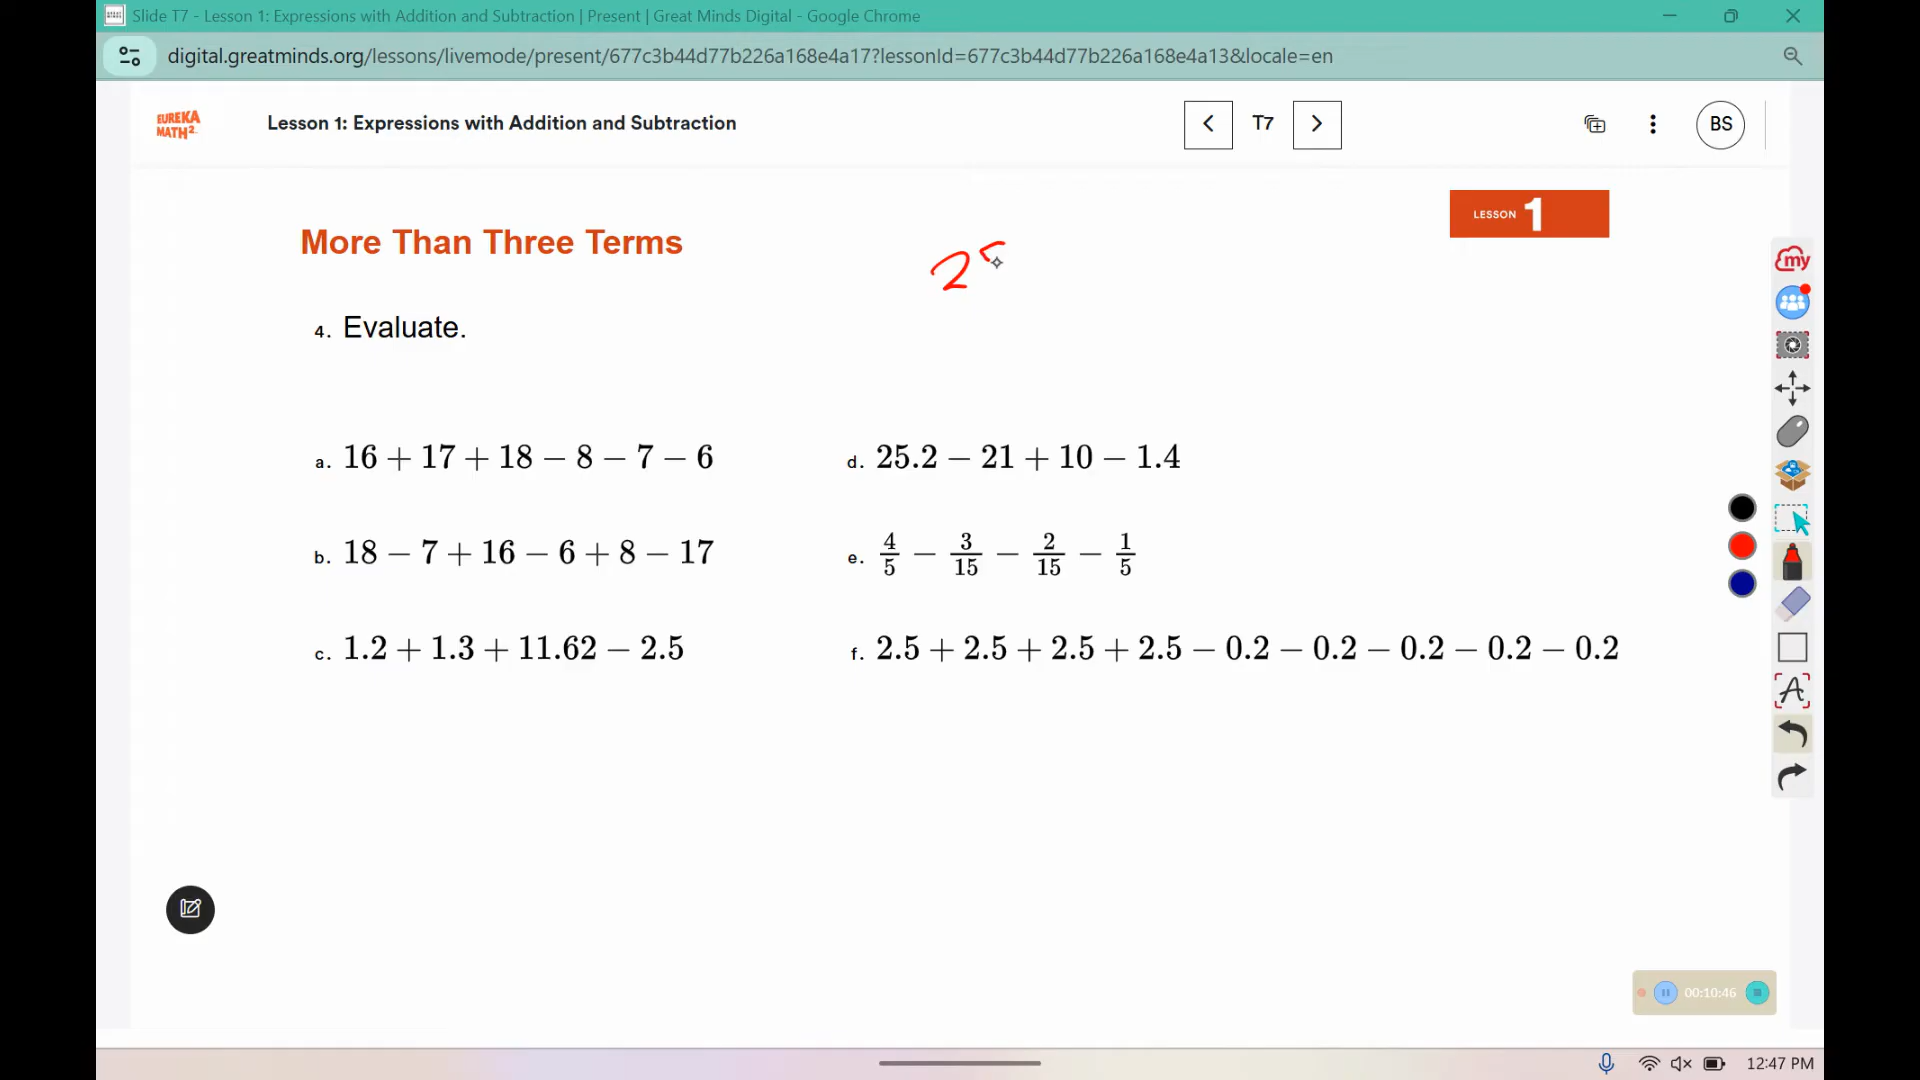 Slide T7 - Lesson 1: Expressions with Addition and Subtraction | Present | Great Minds Digital - Google Chrome
digital.greatminds.org/lessons/livemode/present/677c3b44d77b226a168e4a17?lessonId=677c3b44d77b226a168e4a13&locale=en
EUREKA MATH²
Lesson 1: Expressions with Addition and Subtraction
T7
BS
LESSON 1
More Than Three Terms
2
my
4. Evaluate.
a. 16 + 17 + 18 − 8 − 7 − 6
b. 18 − 7 + 16 − 6 + 8 − 17
c. 1.2 + 1.3 + 11.62 − 2.5
d. 25.2 − 21 + 10 − 1.4
e. 4/5 − 3/15 − 2/15 − 1/5
f. 2.5 + 2.5 + 2.5 + 2.5 − 0.2 − 0.2 − 0.2 − 0.2 − 0.2
A
00:10:46
12:47 PM